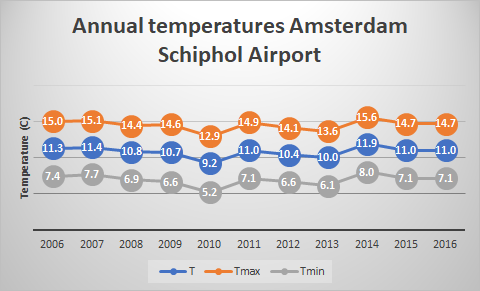 Annual temperatures Amsterdam
Schiphol Airport
Temperature (C)
15.0 15.1 14.4 14.6 12.9 14.9 14.1 13.6 15.6 14.7 14.7
11.3 11.4 10.8 10.7 9.2 11.0 10.4 10.0 11.9 11.0 11.0
7.4 7.7 6.9 6.6 5.2 7.1 6.6 6.1 8.0 7.1 7.1
2006 2007 2008 2009 2010 2011 2012 2013 2014 2015 2016
T Tmax Tmin